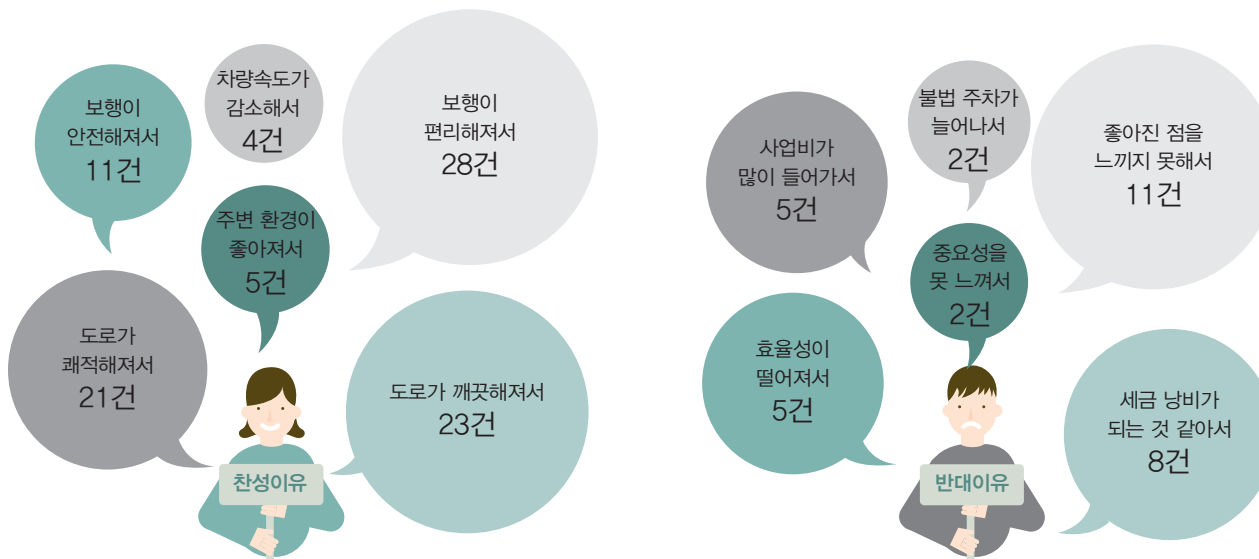 보행이
안전해져서
11건
차량속도가
감소해서
4건
보행이
편리해져서
28건
주변 환경이
좋아져서
5건
도로가
쾌적해져서
21건
도로가 깨끗해져서
23건
찬성이유
사업비가
많이 들어가서
5건
불법 주차가
늘어나서
2건
좋아진 점을
느끼지 못해서
11건
중요성을
못 느껴서
2건
효율성이
떨어져서
5건
세금 낭비가
되는 것 같아서
8건
반대이유